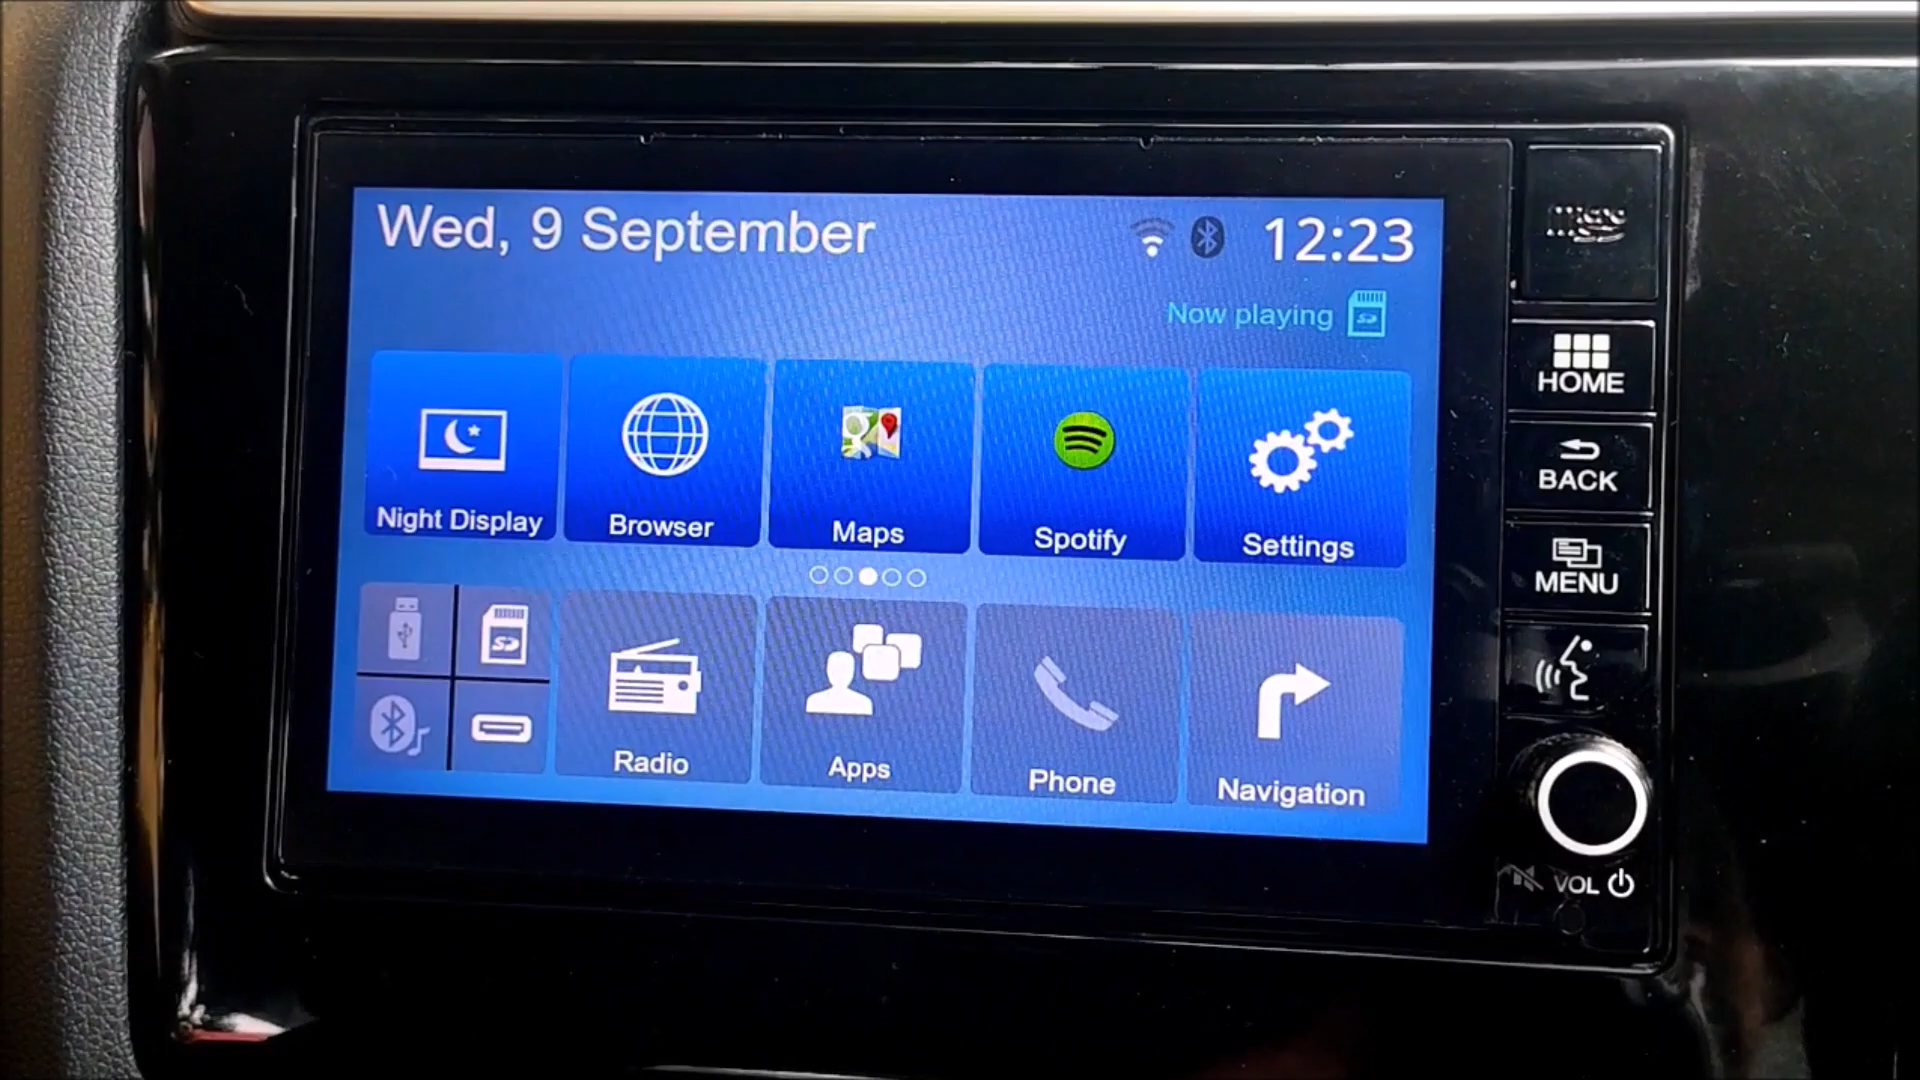 Wed, 9 September
12:23
Now playing
Night Display
Browser
Maps
Spotify
Settings
Radio
Apps
Phone
Navigation
micro
HOME
BACK
MENU
VOL